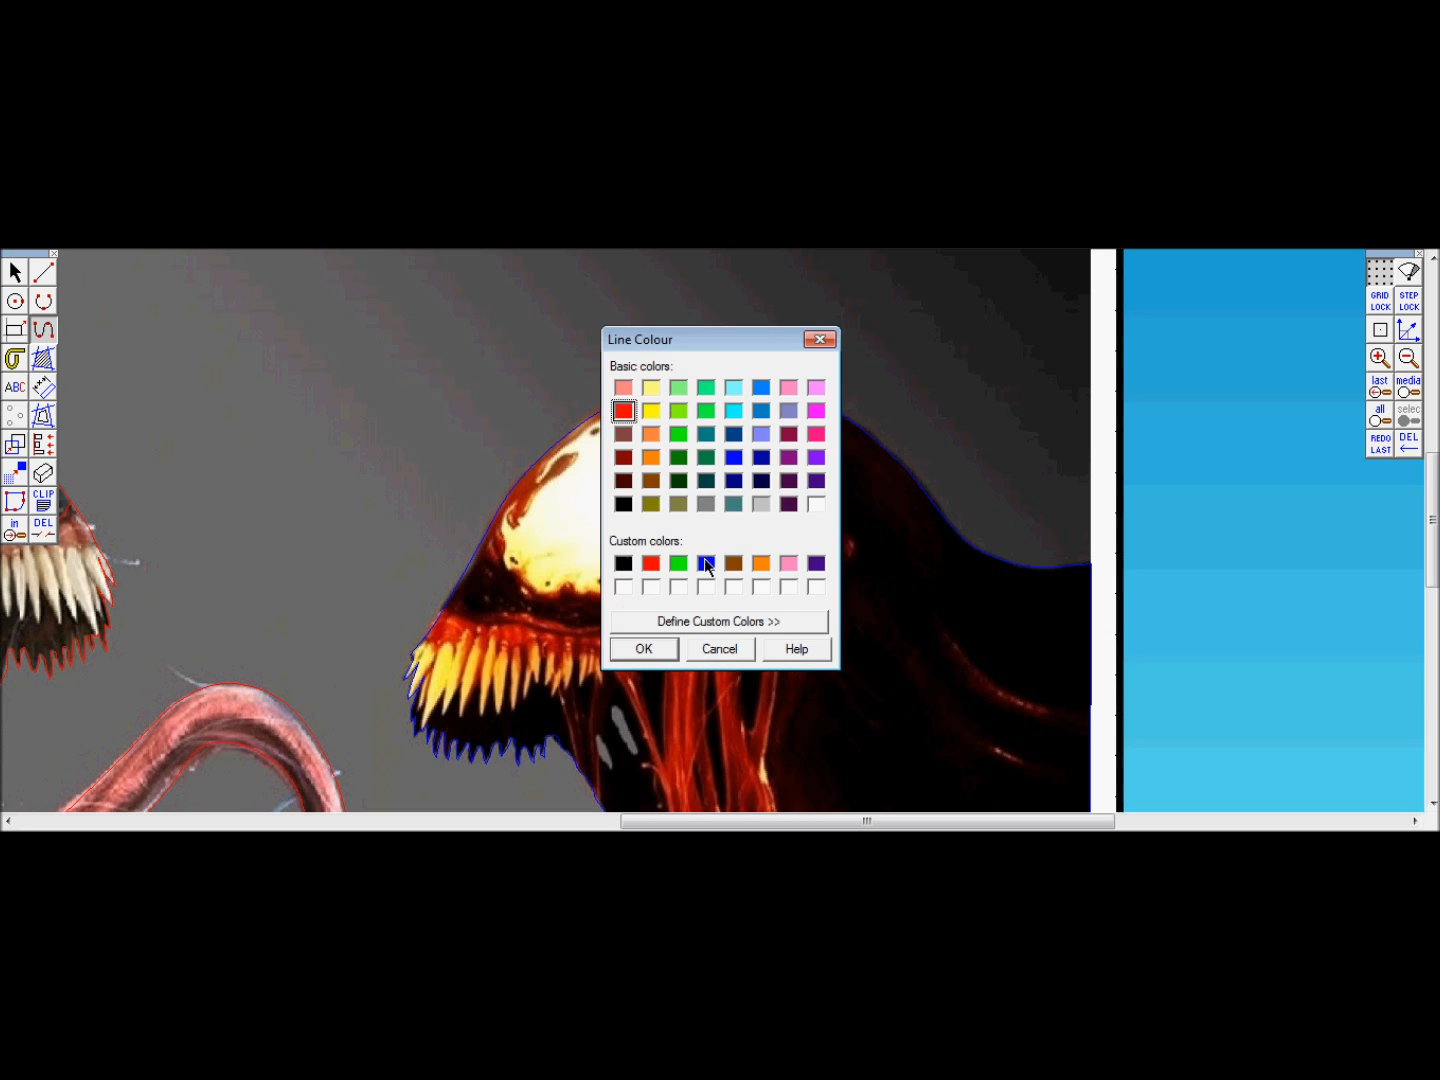 Line Colour
Basic colors:
Custom colors:
Define Custom Colors >>
OK Cancel Help
ABC
CLIP
in DEL
GRID LOCK STEP LOCK
last media
all selec
REDO LAST DEL